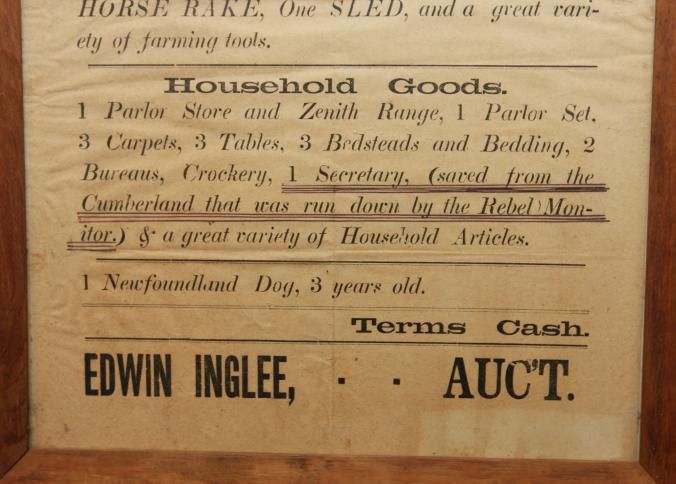 HORSE RAKE, One SLED, and a great vari-
ety of farming tools.
Household Goods.
1 Parlor Store and Zenith Range, 1 Parlor Set,
3 Carpets, 3 Tables, 3 Bedsteads and Bedding, 2
Bureaus, Crockery, 1 Secretary, (saved from the
Cumberland that was run down by the Rebel Mon-
itor.) & a great variety of Household Articles.
1 Newfoundland Dog, 3 years old.
Terms Cash.
EDWIN INGLEE, - - AUC'T.